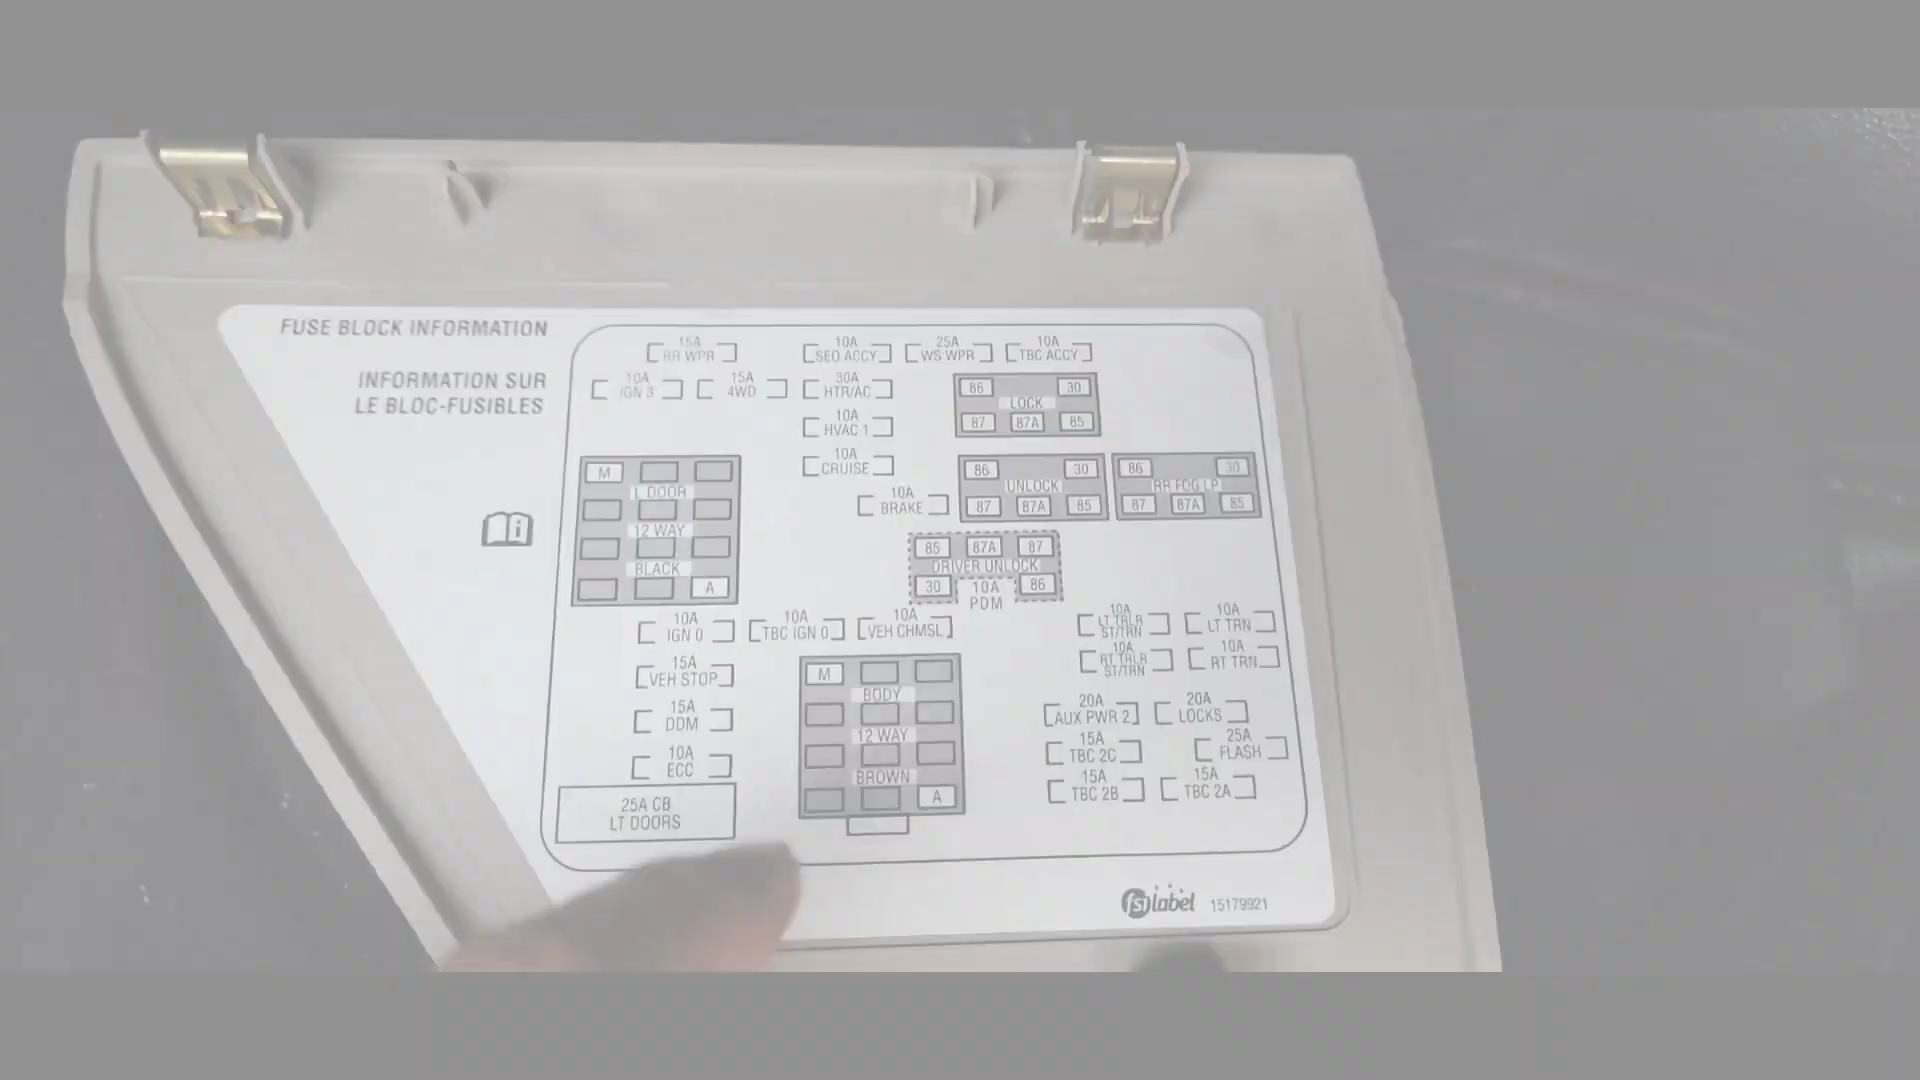 FUSE BLOCK INFORMATION
INFORMATION SUR
LE BLOC-FUSIBLES
15A
RR WPR
10A
SEO ACCY
25A
WS WPR
10A
TBC ACCY
10A
IGN 3
15A
4WD
30A
HTR/AC
10A
HVAC 1
10A
CRUISE
10A
BRAKE
86 30
LOCK
87 87A 85
86 30
UNLOCK
87 87A 85
86 30
RR FOG LP
87 87A 85
85 87A 87
DRIVER UNLOCK
30 86
10A
PDM
M
L DOOR
12 WAY
BLACK
A
10A
IGN 0
10A
TBC IGN 0
10A
VEH CHMSL
15A
VEH STOP
15A
DDM
10A
ECC
25A CB
LT DOORS
M
BODY
12 WAY
BROWN
A
10A
LT TRLR
ST/TRN
10A
LT TRN
10A
RT TRLR
ST/TRN
10A
RT TRN
20A
AUX PWR 2
20A
LOCKS
15A
TBC 2C
25A
FLASH
15A
TBC 2B
15A
TBC 2A
fsi label 15179921